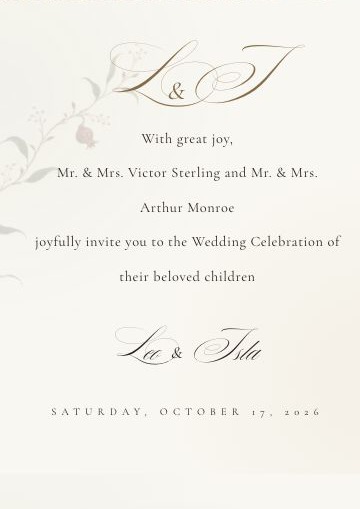 L & I
With great joy,
Mr. & Mrs. Victor Sterling and Mr. & Mrs.
Arthur Monroe
joyfully invite you to the Wedding Celebration of
their beloved children
Leo & Isla
SATURDAY, OCTOBER 17, 2026